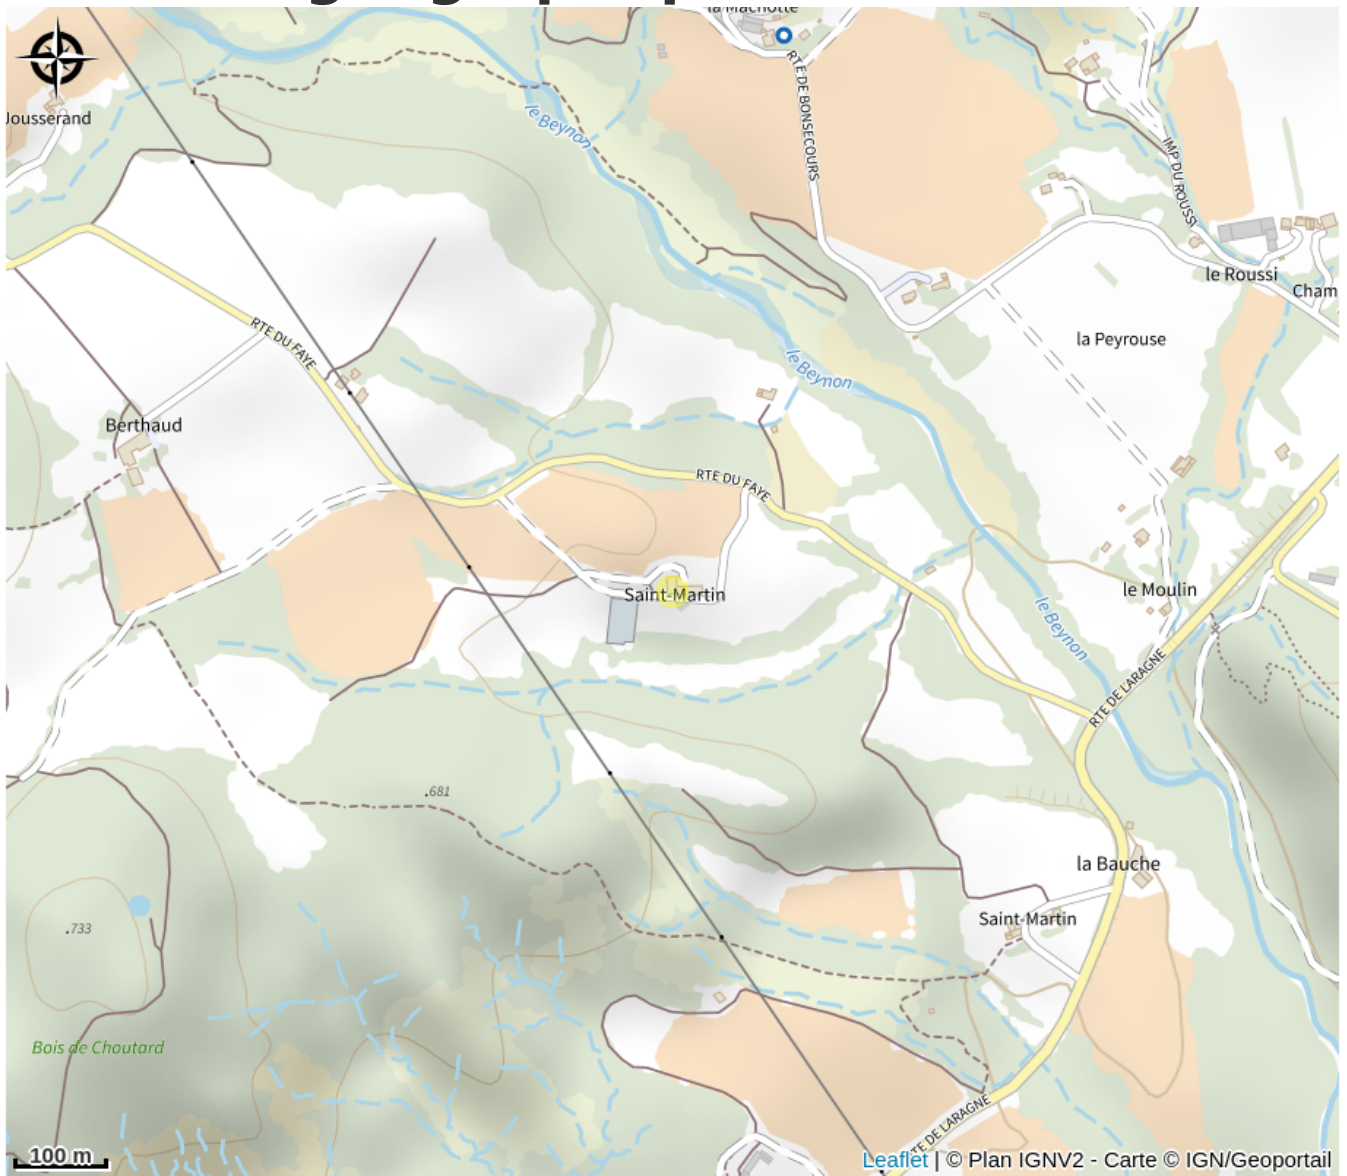 la Machotte
Jousserand
le Beynon
RTE DE BONSECOURS
IMP DU ROUSSI
le Roussi
Cham
RTE DU FAYE
la Peyrouse
le Beynon
Berthaud
RTE DU FAYE
le Moulin
Saint-Martin
le Beynon
RTE DE LARAGNE
.681
la Bauche
Saint-Martin
.733
Bois de Choutard
RTE DE LARAGNE
100 m
Leaflet | © Plan IGNV2 - Carte © IGN/Geoportail